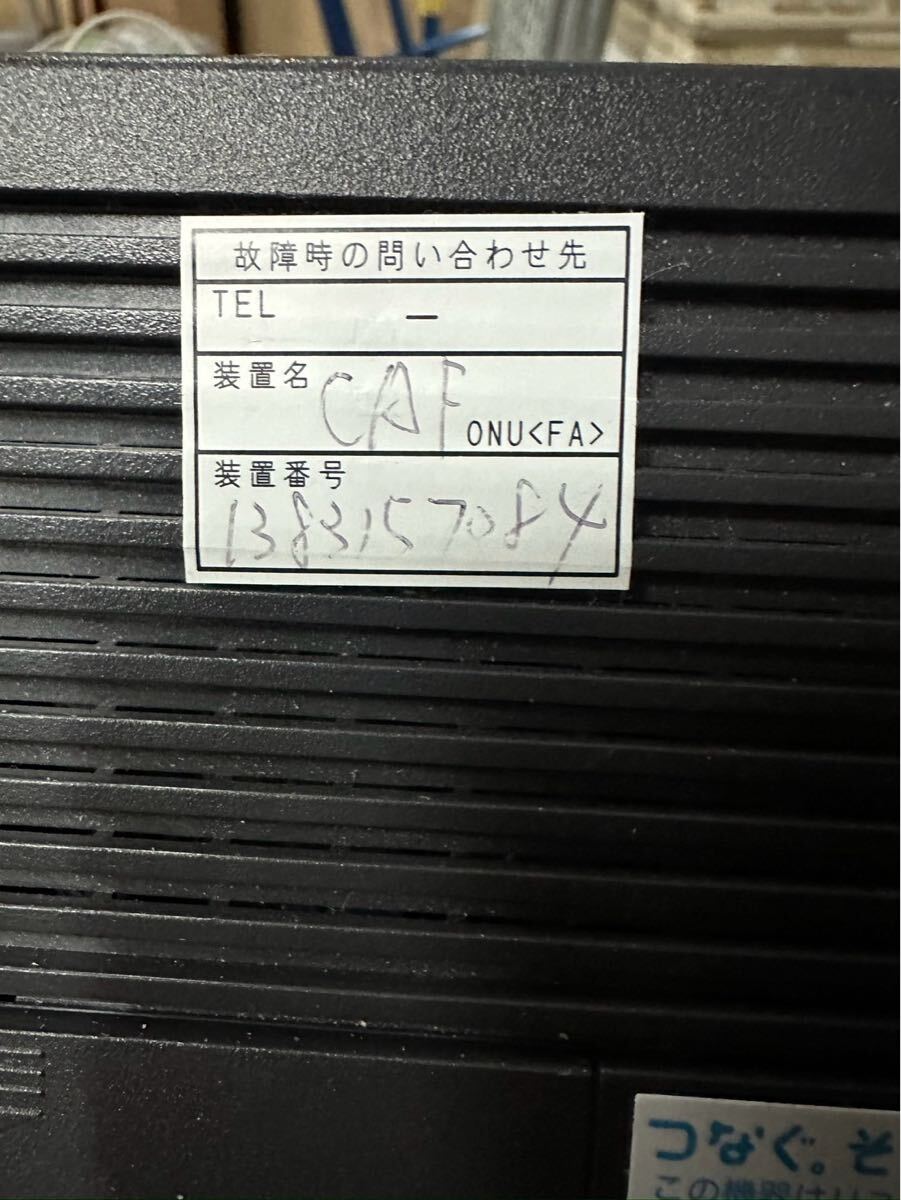 故障時の問い合わせ先
TEL –
装置名 CAF ONU<FA>
装置番号
1383157084
つなぐ。そ
この機器は